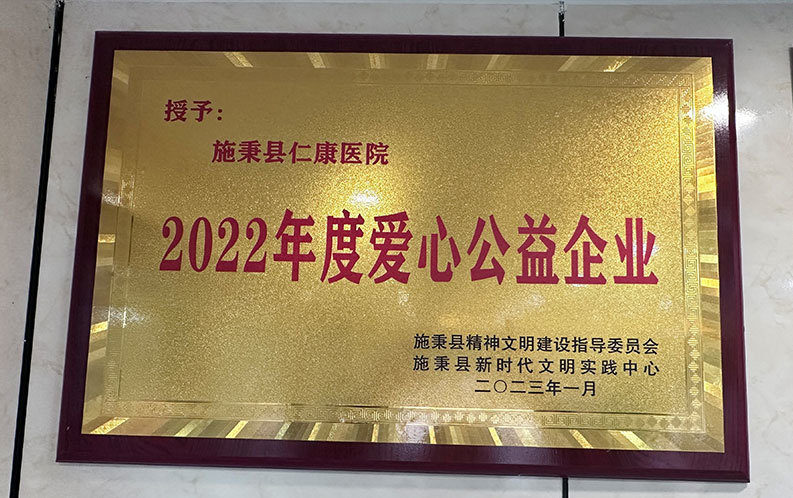 授予：
施秉县仁康医院
2022年度爱心公益企业
施秉县精神文明建设指导委员会
施秉县新时代文明实践中心
二〇二三年一月